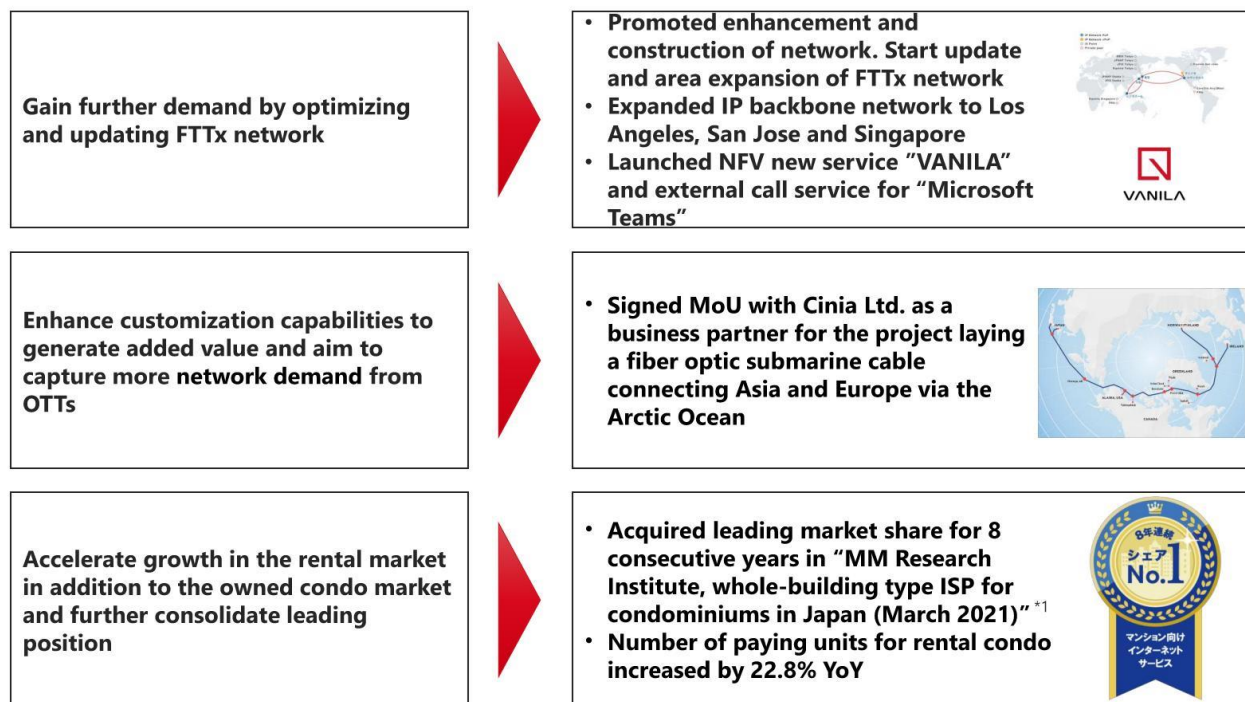 Gain further demand by optimizing
and updating FTTx network
• Promoted enhancement and
construction of network. Start update
and area expansion of FTTx network
• Expanded IP backbone network to Los
Angeles, San Jose and Singapore
• Launched NFV new service ”VANILA”
and external call service for “Microsoft
Teams”
VANILA
Enhance customization capabilities to
generate added value and aim to
capture more network demand from
OTTs
• Signed MoU with Cinia Ltd. as a
business partner for the project laying
a fiber optic submarine cable
connecting Asia and Europe via the
Arctic Ocean
JAPAN
IRELAND
GREENLAND
ALASKA USA
CANADA
Accelerate growth in the rental market
in addition to the owned condo market
and further consolidate leading
position
• Acquired leading market share for 8
consecutive years in “MM Research
Institute, whole-building type ISP for
condominiums in Japan (March 2021)” *1
• Number of paying units for rental condo
increased by 22.8% YoY
8年連続
シェア
No.1
マンション向け
インターネット
サービス